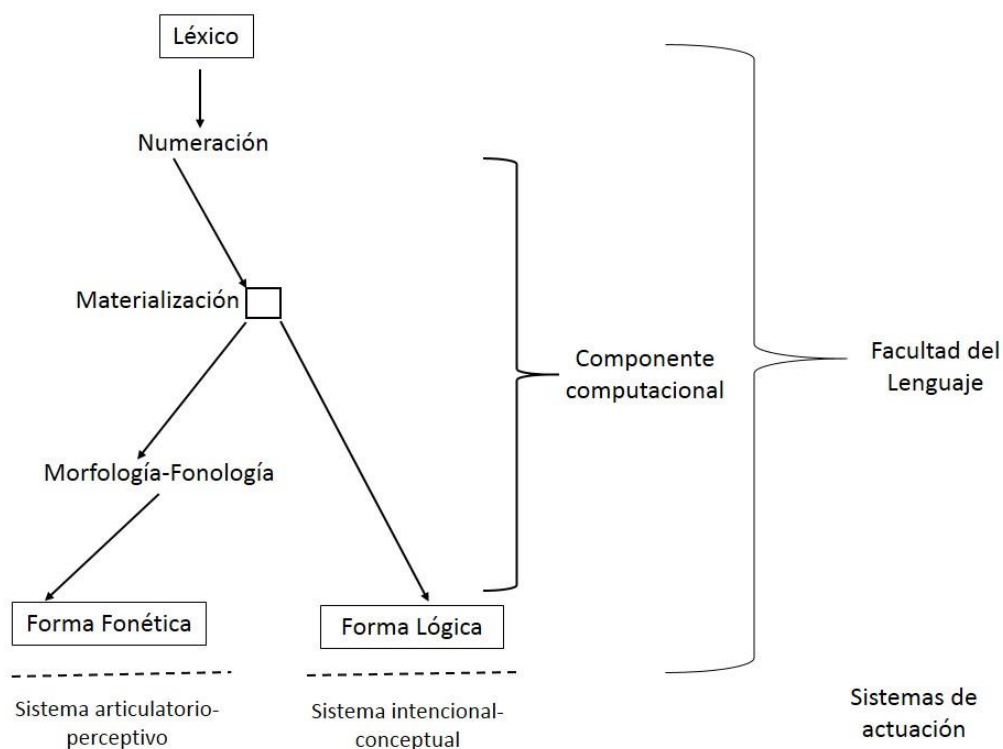 Léxico
Numeración
Materialización
Componente
computacional
Facultad del
Lenguaje
Morfología-Fonología
Forma Fonética
Forma Lógica
Sistema articulatorio-
perceptivo
Sistema intencional-
conceptual
Sistemas de
actuación